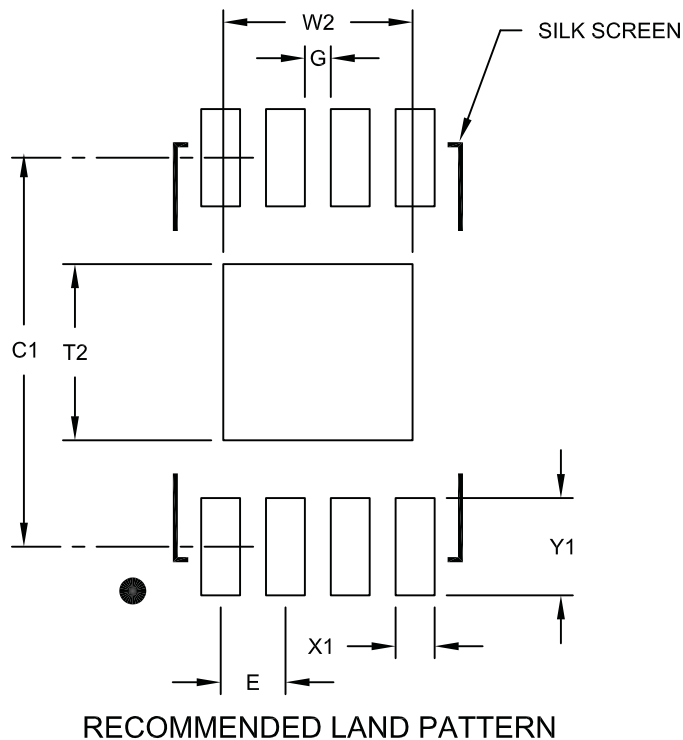 W2
SILK SCREEN
G
C1
T2
Y1
X1
E
RECOMMENDED LAND PATTERN